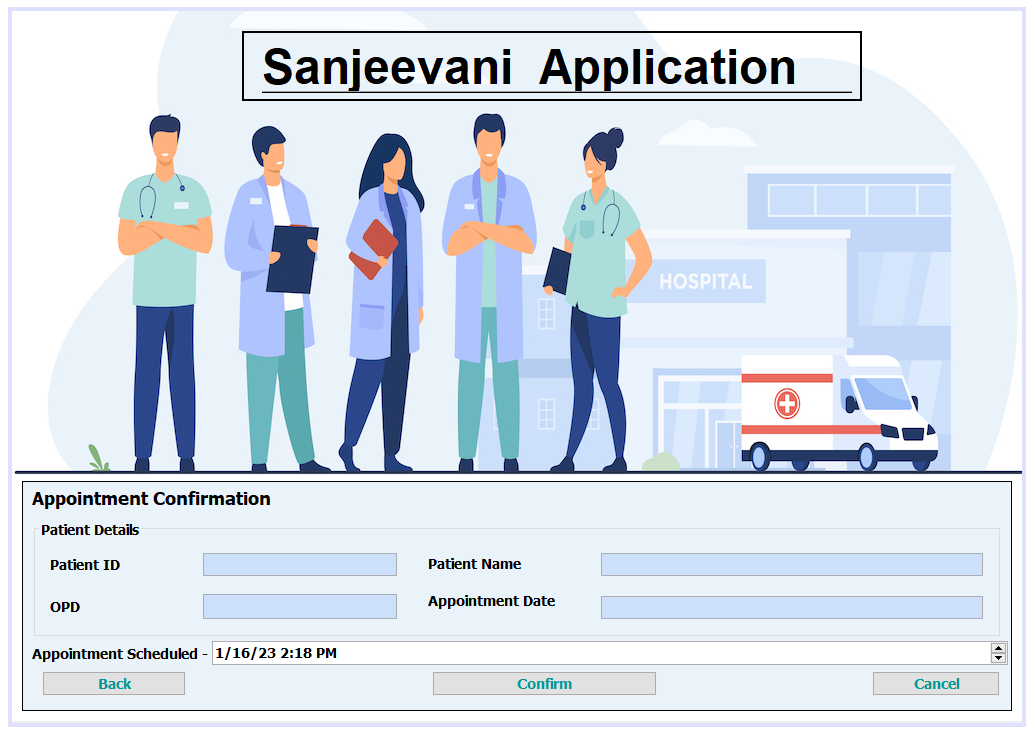 Sanjeevani Application
HOSPITAL
Appointment Confirmation
Patient Details
Patient ID
Patient Name
OPD
Appointment Date
Appointment Scheduled - 1/16/23 2:18 PM
Back
Confirm
Cancel